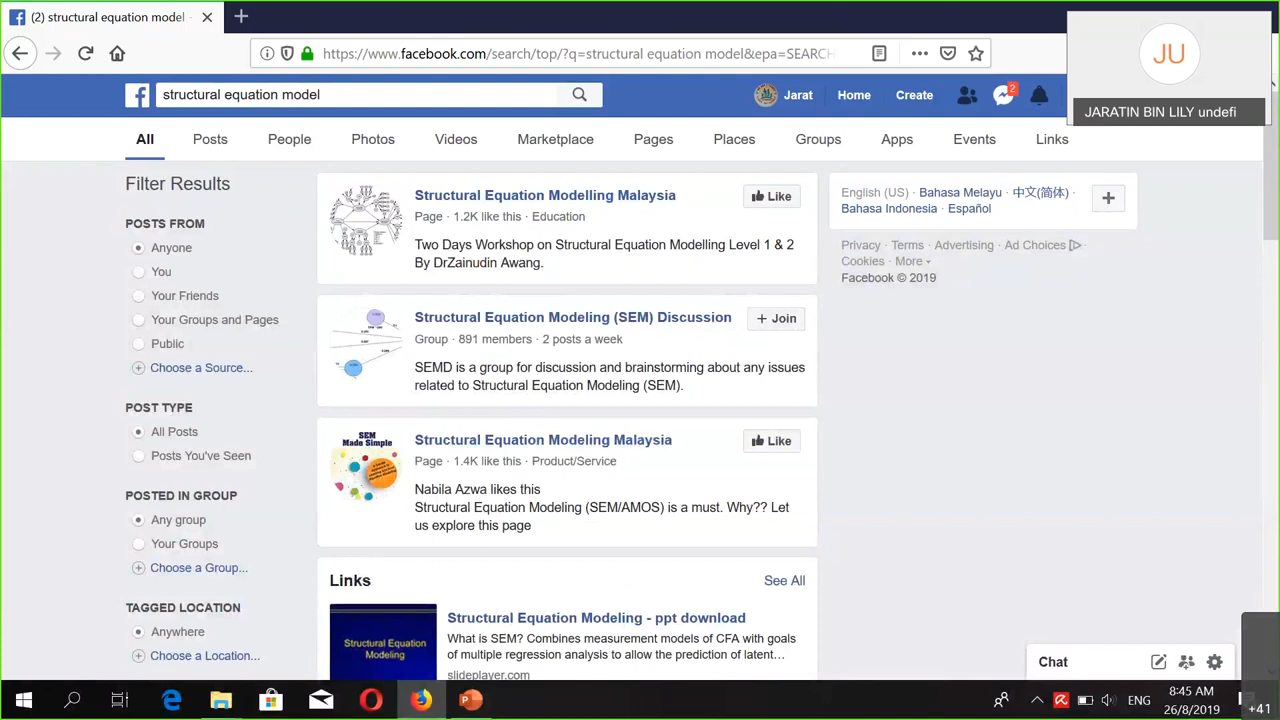 (2) structural equation model
https://www.facebook.com/search/top/?q=structural equation model&epa=SEARCH
JU
JARATIN BIN LILY undefi
structural equation model
Jarat
Home
Create
2
All
Posts
People
Photos
Videos
Marketplace
Pages
Places
Groups
Apps
Events
Links
Filter Results
POSTS FROM
Anyone
You
Your Friends
Your Groups and Pages
Public
Choose a Source...
POST TYPE
All Posts
Posts You've Seen
POSTED IN GROUP
Any group
Your Groups
Choose a Group...
TAGGED LOCATION
Anywhere
Choose a Location...
Structural Equation Modelling Malaysia
Like
Page · 1.2K like this · Education
Two Days Workshop on Structural Equation Modelling Level 1 & 2
By DrZainudin Awang.
Structural Equation Modeling (SEM) Discussion
Join
Group · 891 members · 2 posts a week
SEMD is a group for discussion and brainstorming about any issues
related to Structural Equation Modeling (SEM).
SEM
Made Simple
Structural Equation Modeling Malaysia
Like
Page · 1.4K like this · Product/Service
Nabila Azwa likes this
Structural Equation Modeling (SEM/AMOS) is a must. Why?? Let
us explore this page
Links
See All
Structural Equation
Modeling
Structural Equation Modeling - ppt download
What is SEM? Combines measurement models of CFA with goals
of multiple regression analysis to allow the prediction of latent…
slideplayer.com
English (US) · Bahasa Melayu · 中文(简体) ·
Bahasa Indonesia · Español
Privacy · Terms · Advertising · Ad Choices ·
Cookies · More
Facebook © 2019
Chat
ENG
8:45 AM
26/8/2019
+41